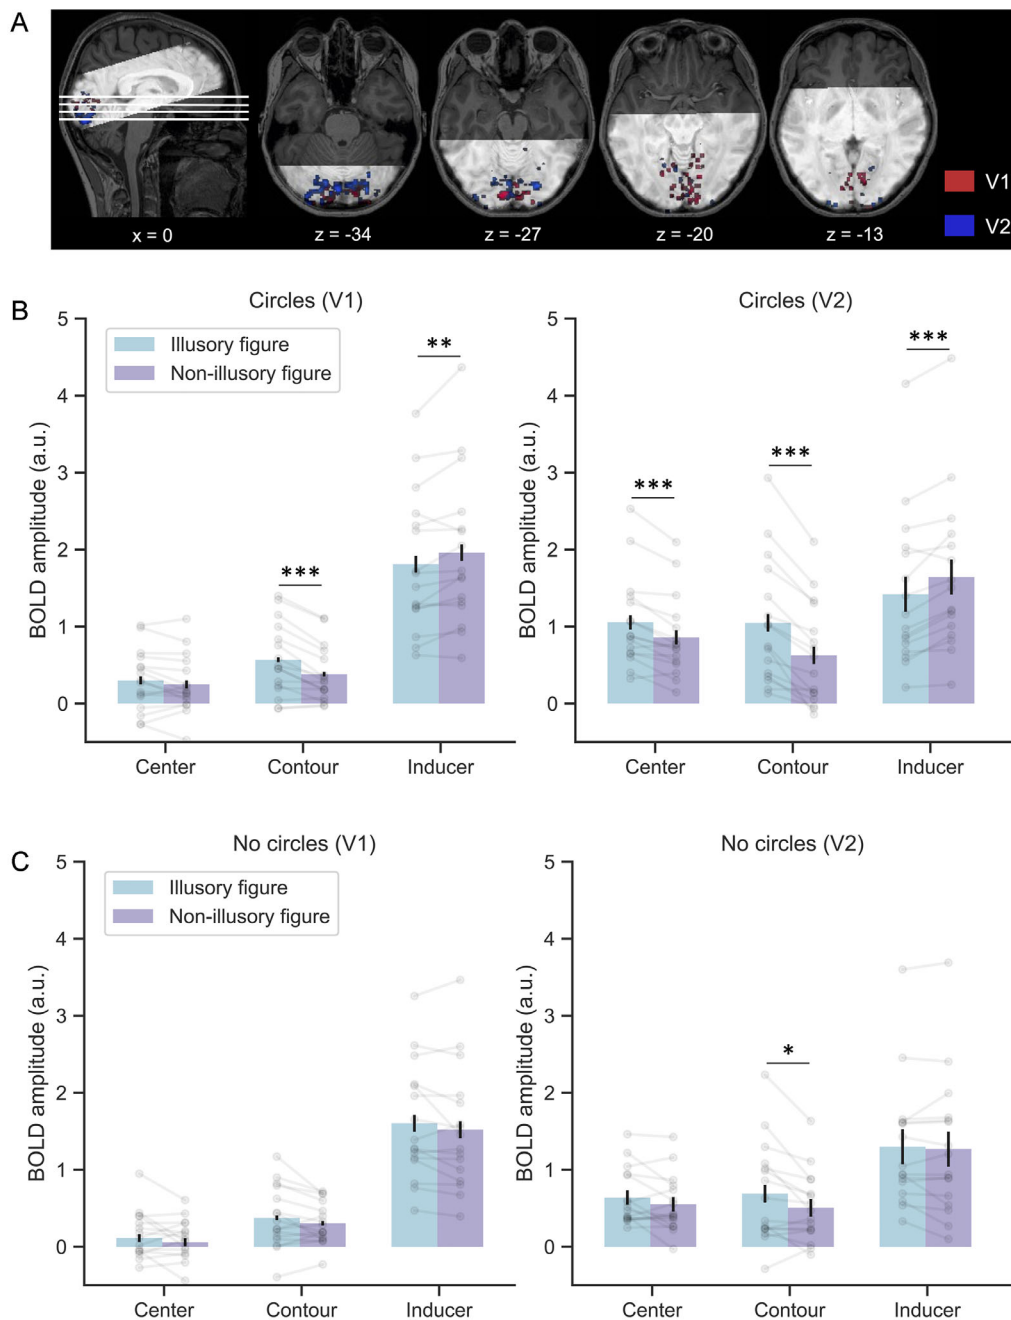 A
x = 0
z = -34
z = -27
z = -20
z = -13
V1
V2
B
Circles (V1)
Circles (V2)
Illusory figure
Non-illusory figure
BOLD amplitude (a.u.)
5
4
3
2
1
0
**
***
Center
Contour
Inducer
BOLD amplitude (a.u.)
5
4
3
2
1
0
***
***
***
Center
Contour
Inducer
C
No circles (V1)
No circles (V2)
Illusory figure
Non-illusory figure
BOLD amplitude (a.u.)
5
4
3
2
1
0
Center
Contour
Inducer
BOLD amplitude (a.u.)
5
4
3
2
1
0
*
Center
Contour
Inducer